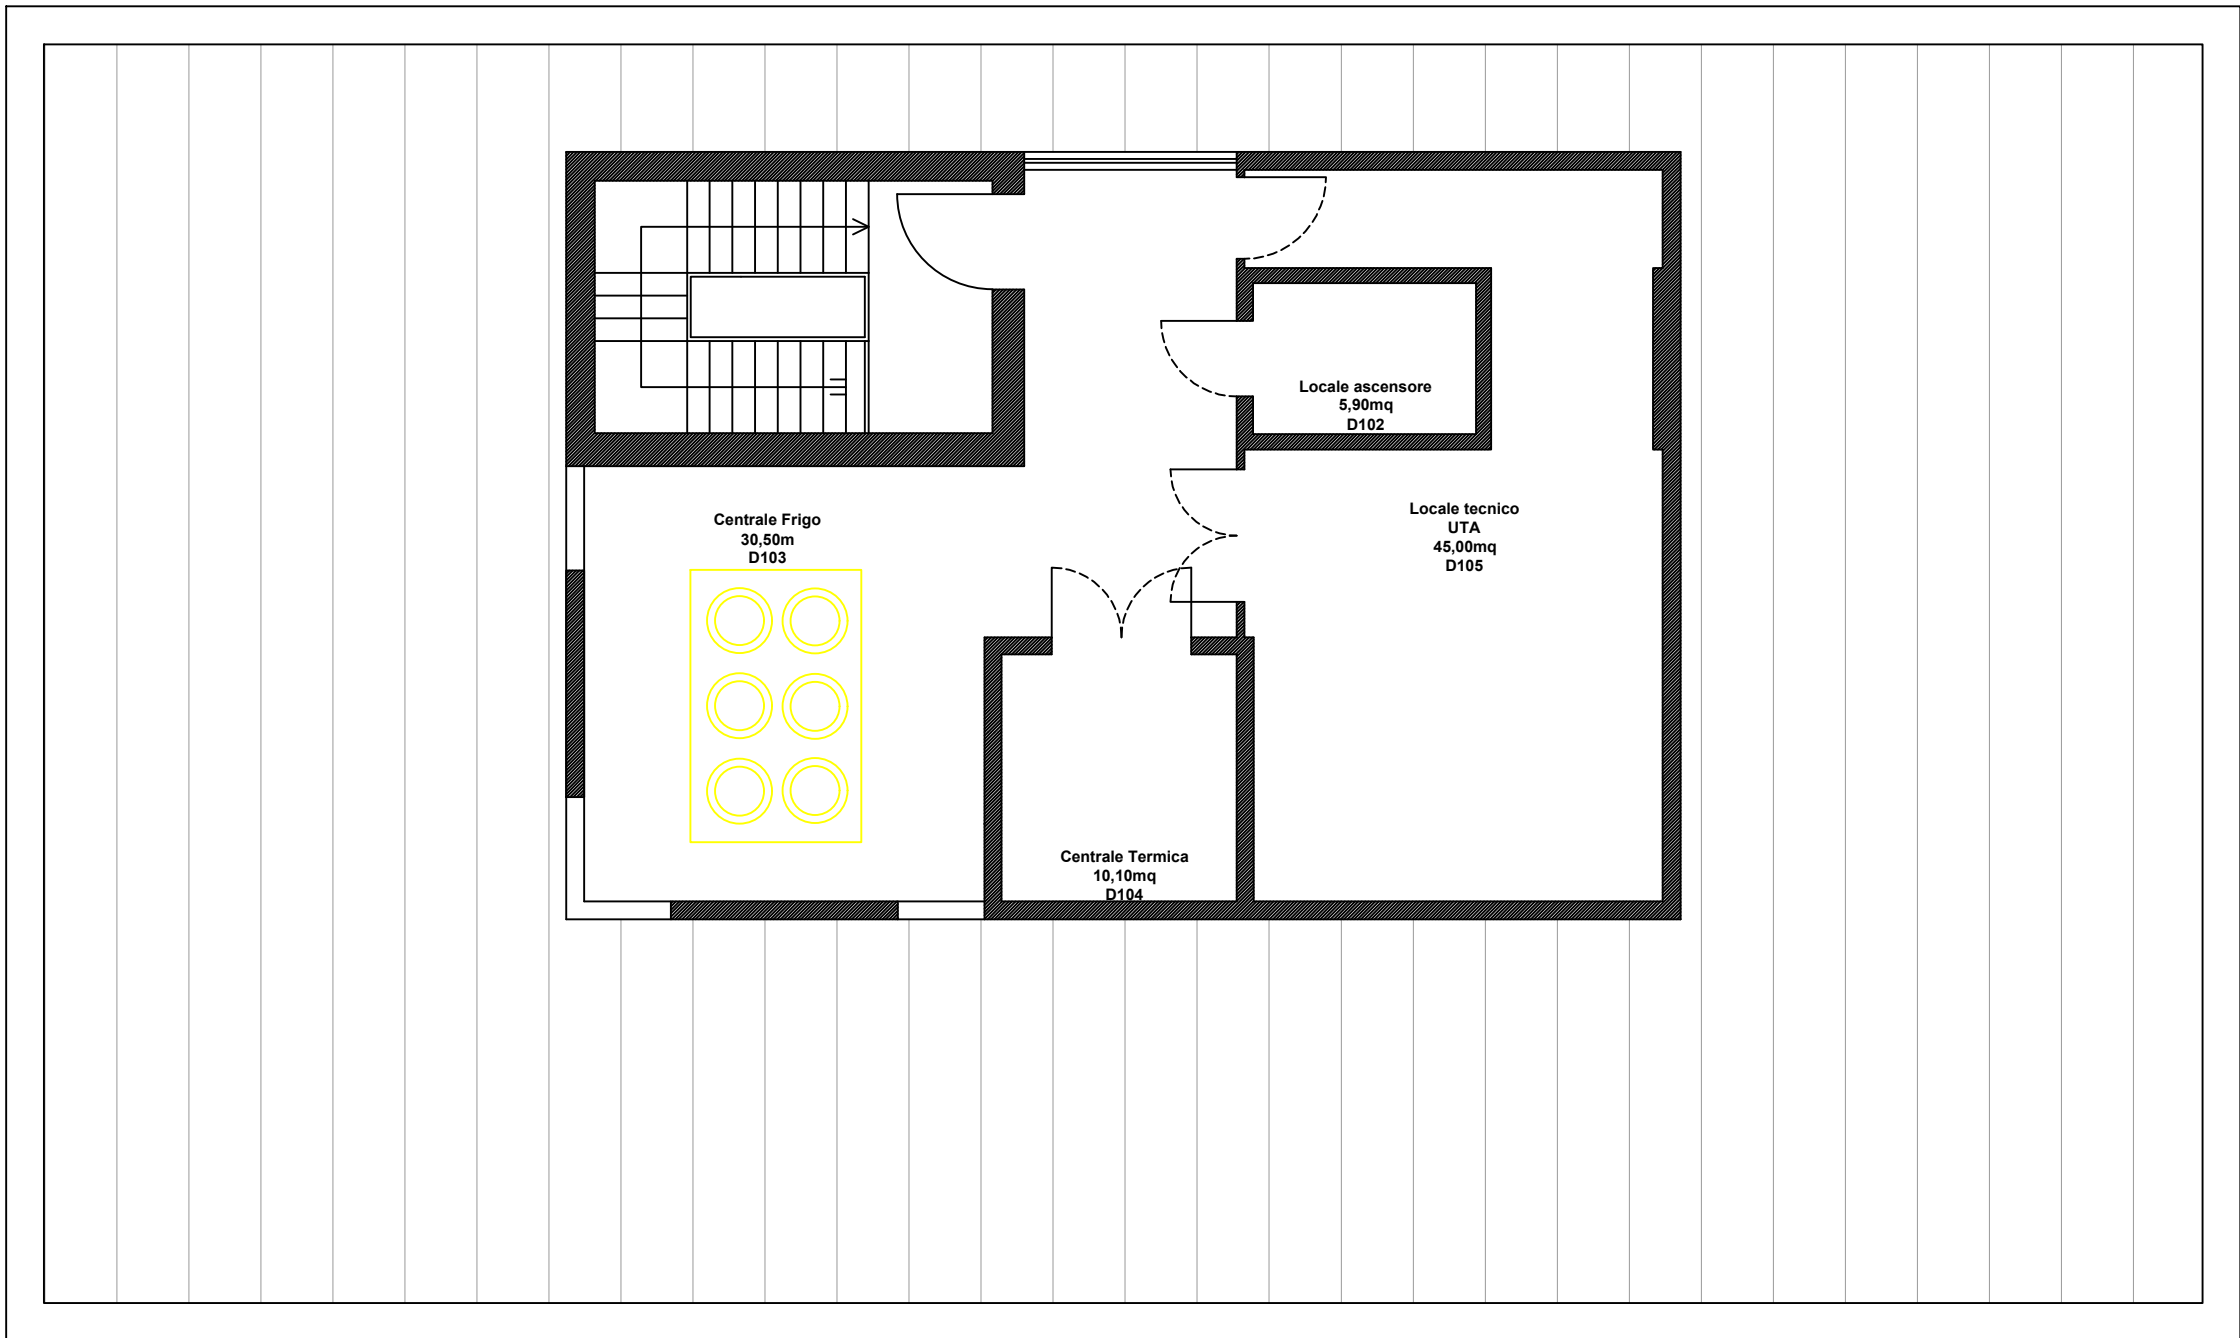 Locale ascensore
5,90mq
D102
Centrale Frigo
30,50m
D103
Locale tecnico
UTA
45,00mq
D105
Centrale Termica
10,10mq
D104